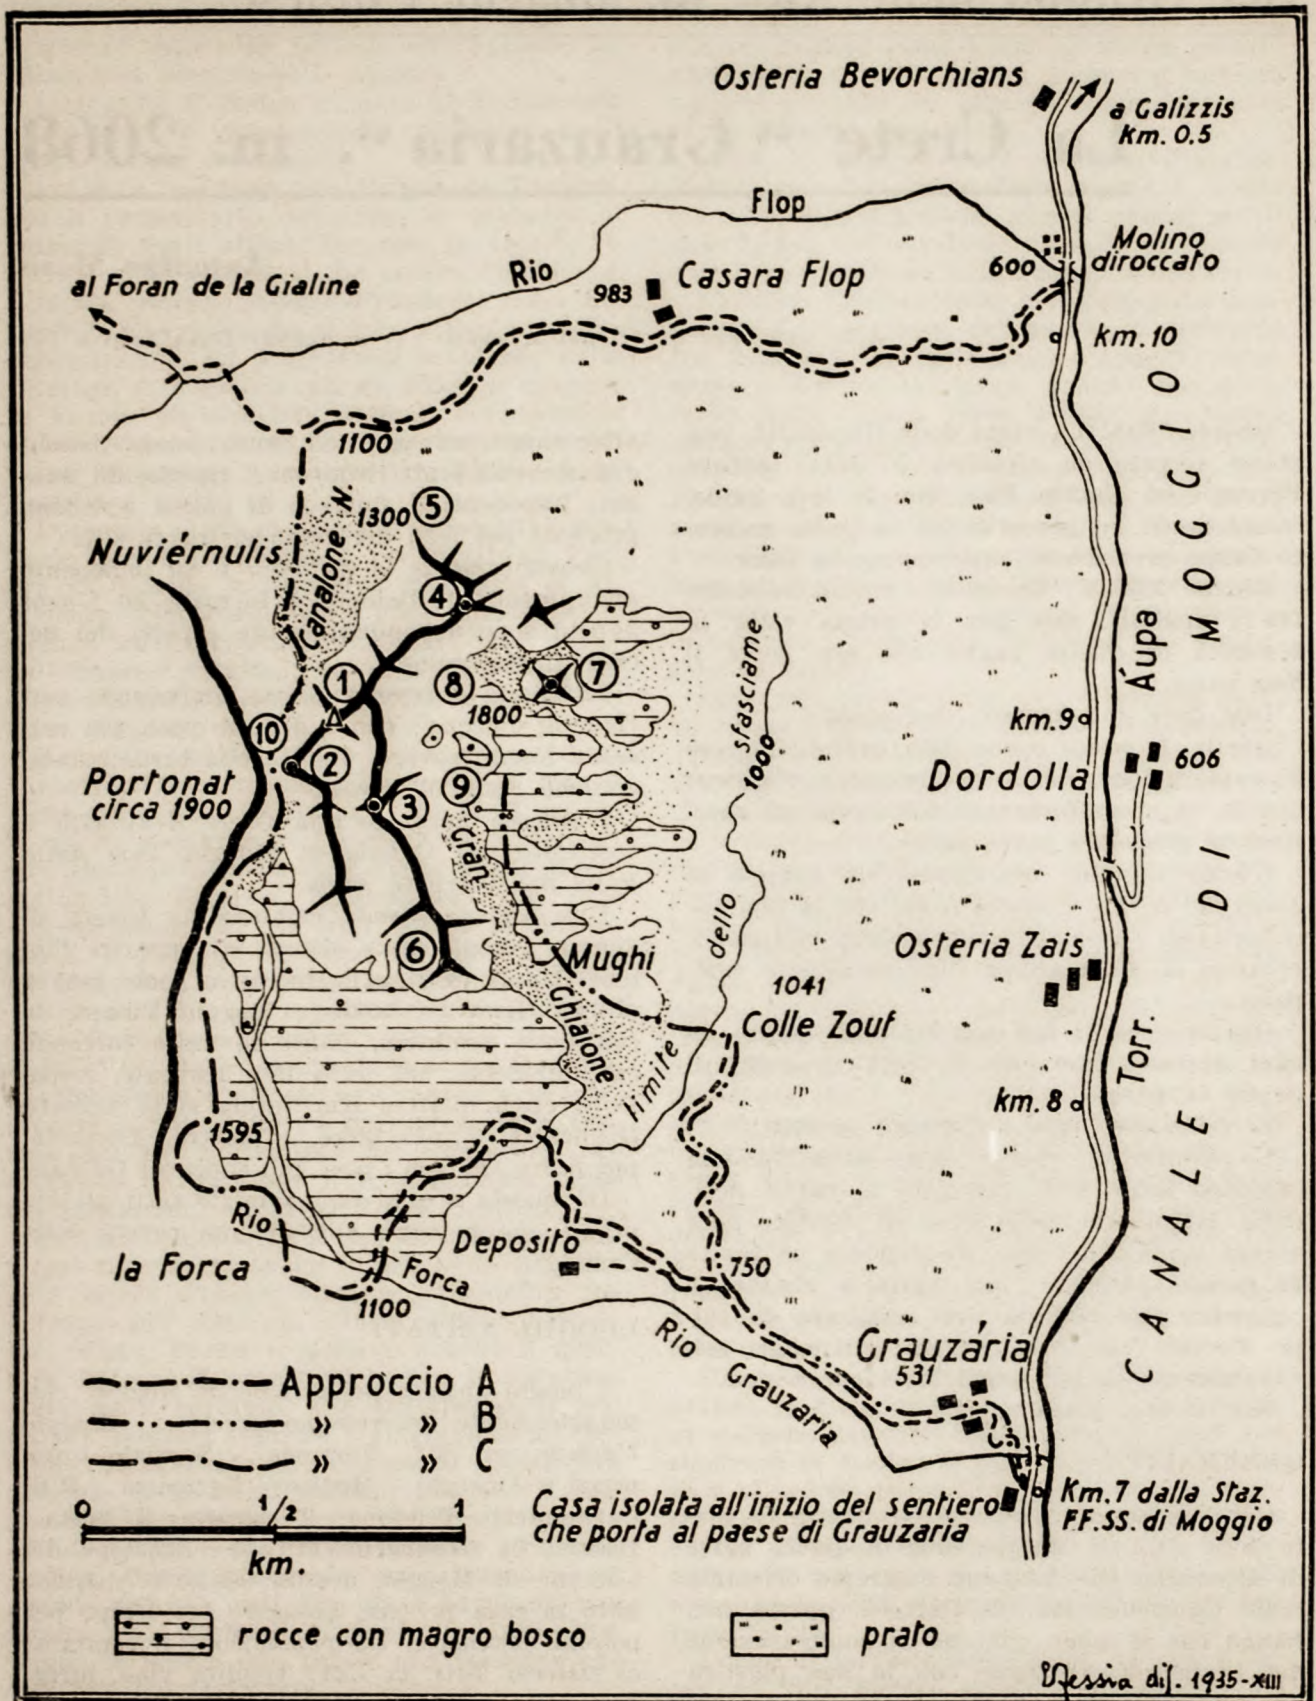 Osteria Bevorchians
a Galizzis
km. 0.5
Flop
Rio
Molino
diroccato
600
al Foran de la Gialine
983
Casara Flop
km. 10
1100
CANALE DI MOGGIO
1300
5
Canalone N.
Nuviérnulis
4
sfasciame
Áupa
1
8
7
1800
km. 9
1000
10
606
Portonat
circa 1900
2
3
9
Dordolla
Gran
dello
6
Mughi
Osteria Zais
1041
Ghiaione
Colle Zouf
limite
Torr.
km. 8
1595
Rio
Deposito
750
la Forca
Forca
1100
Rio
Grauzaria
Grauzária
531
Approccio A
» » B
» » C
0 1/2 1
km.
Casa isolata all'inizio del sentiero
che porta al paese di Grauzaria
Km. 7 dalla Staz.
FF.SS. di Moggio
rocce con magro bosco
prato
dis. 1935-XIII